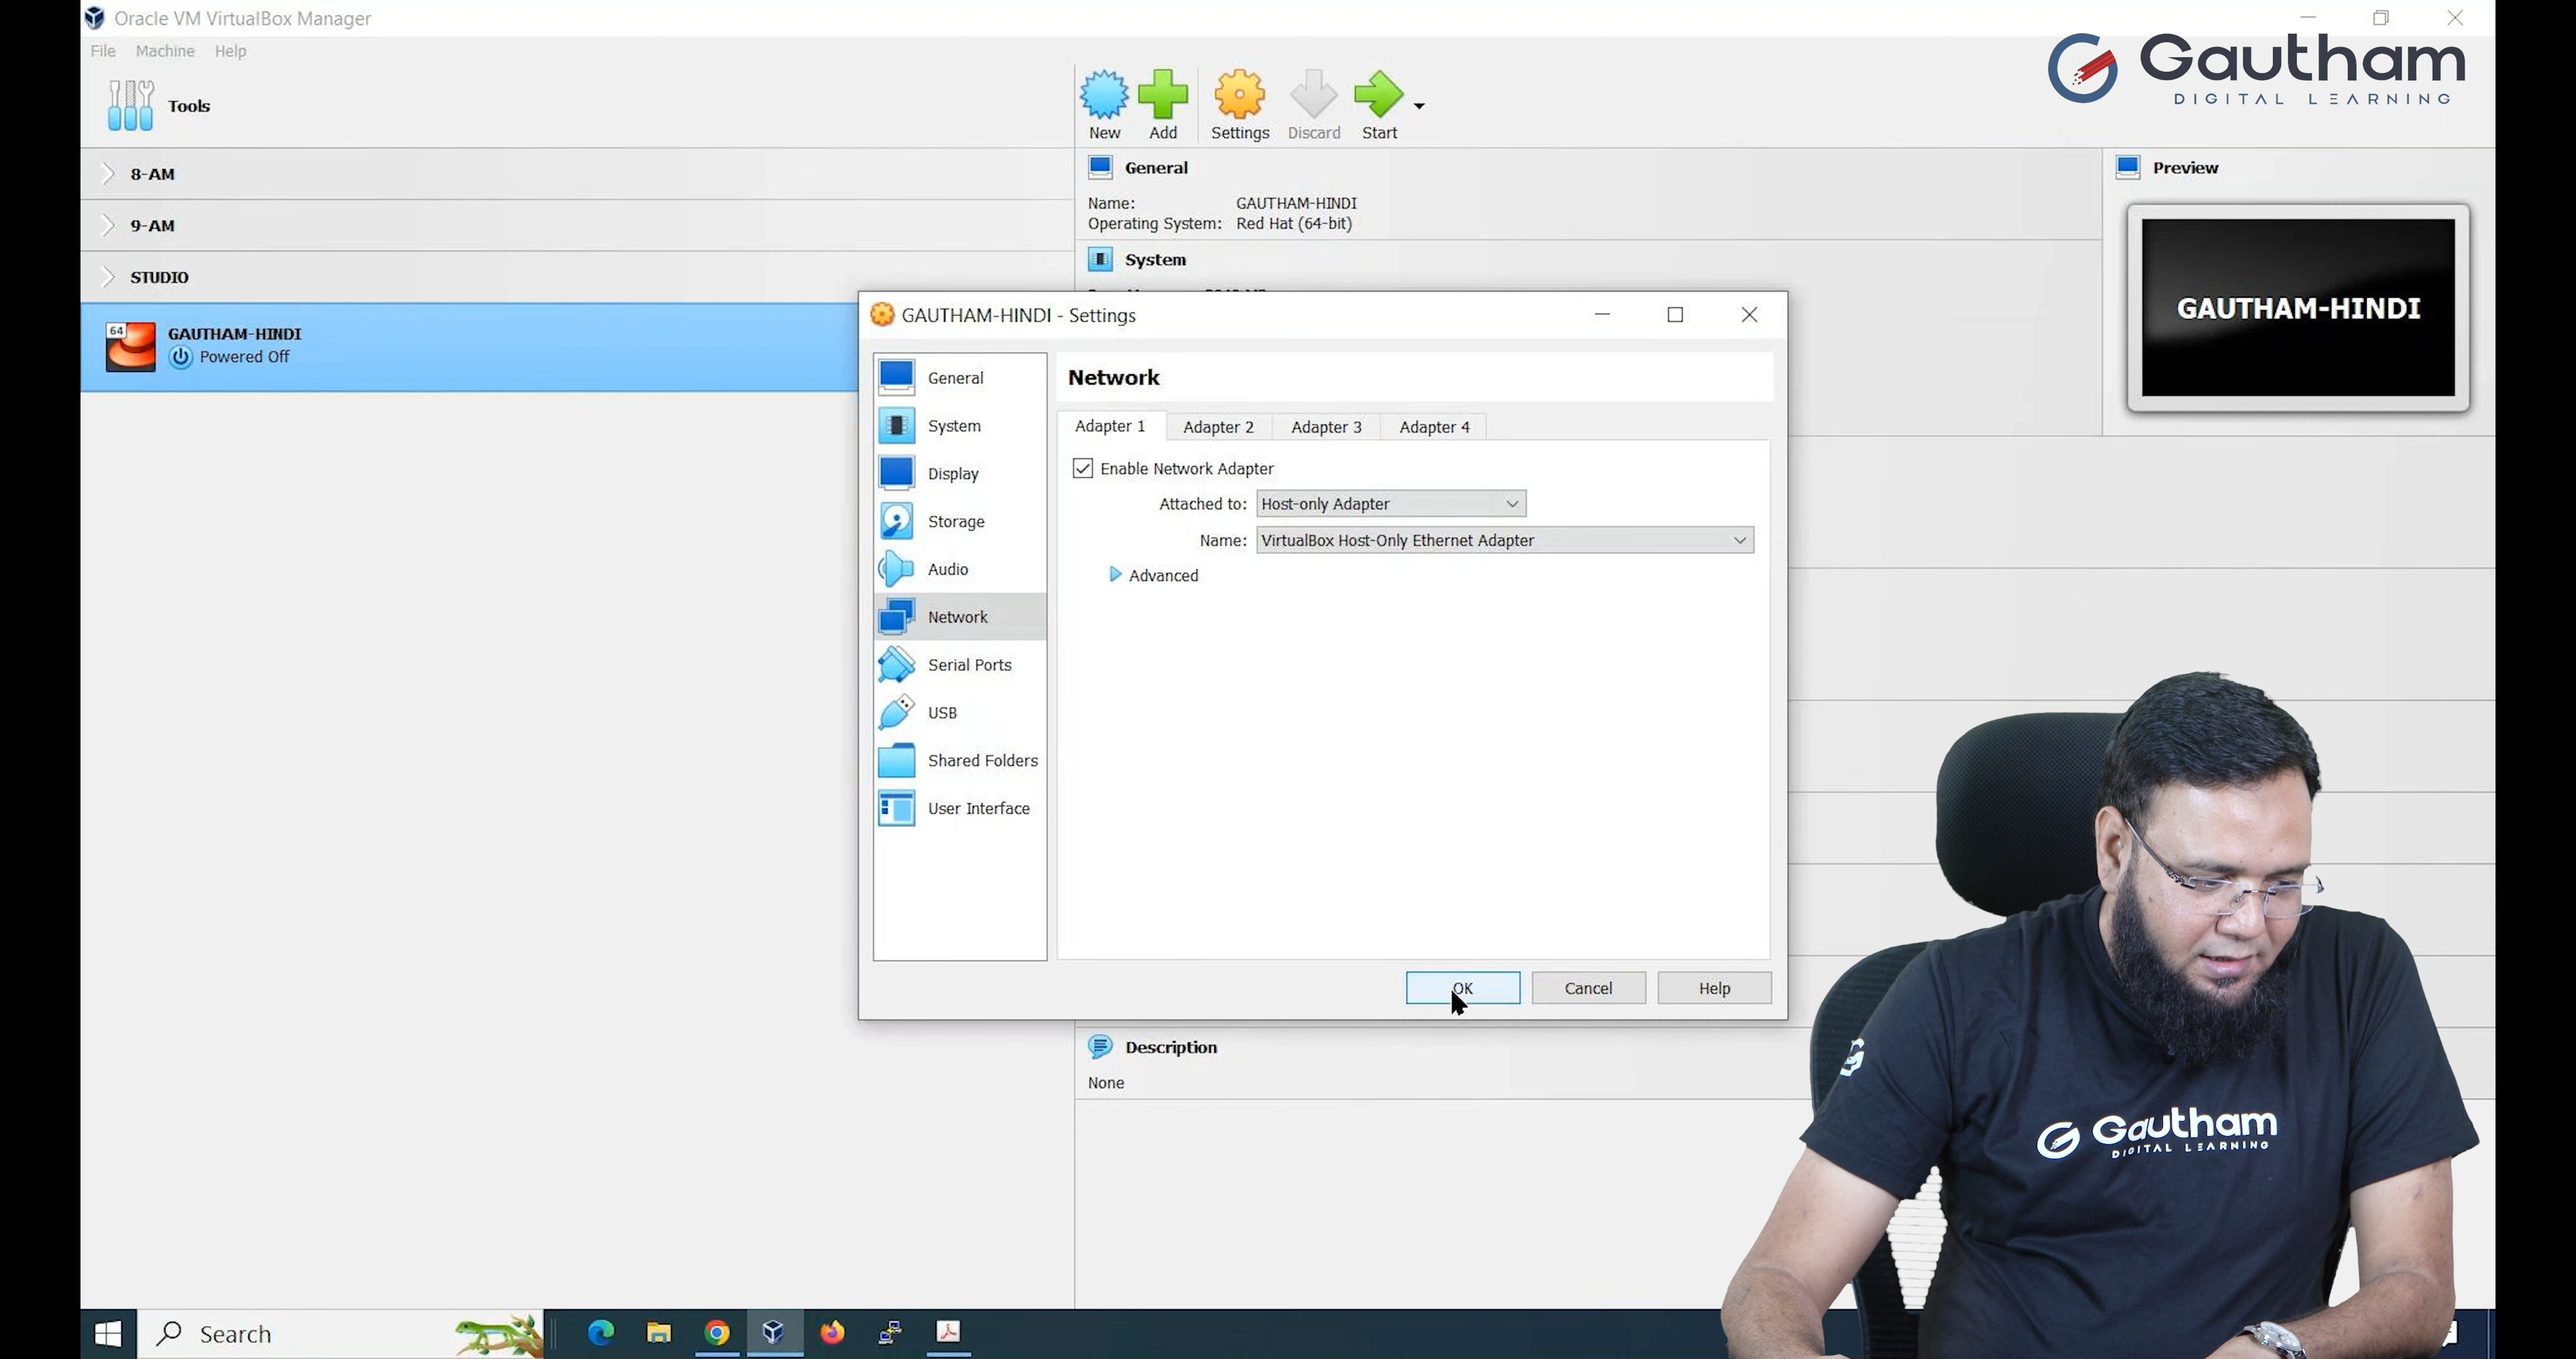 Oracle VM VirtualBox Manager
File Machine Help
Gautham
DIGITAL LEARNING
Tools
New Add Settings Discard Start
8-AM
9-AM
STUDIO
64
GAUTHAM-HINDI
Powered Off
General
Name: GAUTHAM-HINDI
Operating System: Red Hat (64-bit)
System
Preview
GAUTHAM-HINDI
GAUTHAM-HINDI - Settings
General
System
Display
Storage
Audio
Network
Serial Ports
USB
Shared Folders
User Interface
Network
Adapter 1 Adapter 2 Adapter 3 Adapter 4
Enable Network Adapter
Attached to: Host-only Adapter
Name: VirtualBox Host-Only Ethernet Adapter
Advanced
OK Cancel Help
Description
None
Gautham
DIGITAL LEARNING
Search